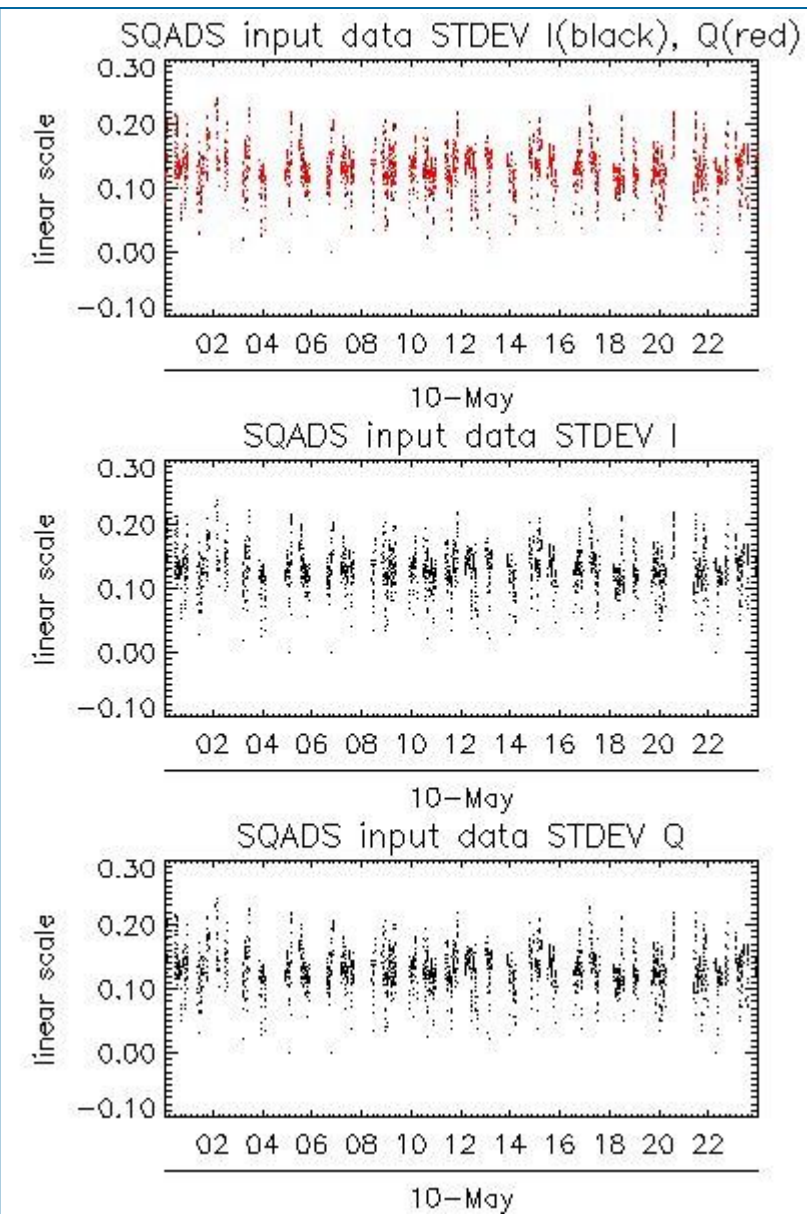 SQADS input data STDEV I(black), Q(red)
0.30
0.20
0.10
0.00
-0.10
linear scale
02 04 06 08 10 12 14 16 18 20 22
10-May
SQADS input data STDEV I
0.30
0.20
0.10
0.00
-0.10
linear scale
02 04 06 08 10 12 14 16 18 20 22
10-May
SQADS input data STDEV Q
0.30
0.20
0.10
0.00
-0.10
linear scale
02 04 06 08 10 12 14 16 18 20 22
10-May